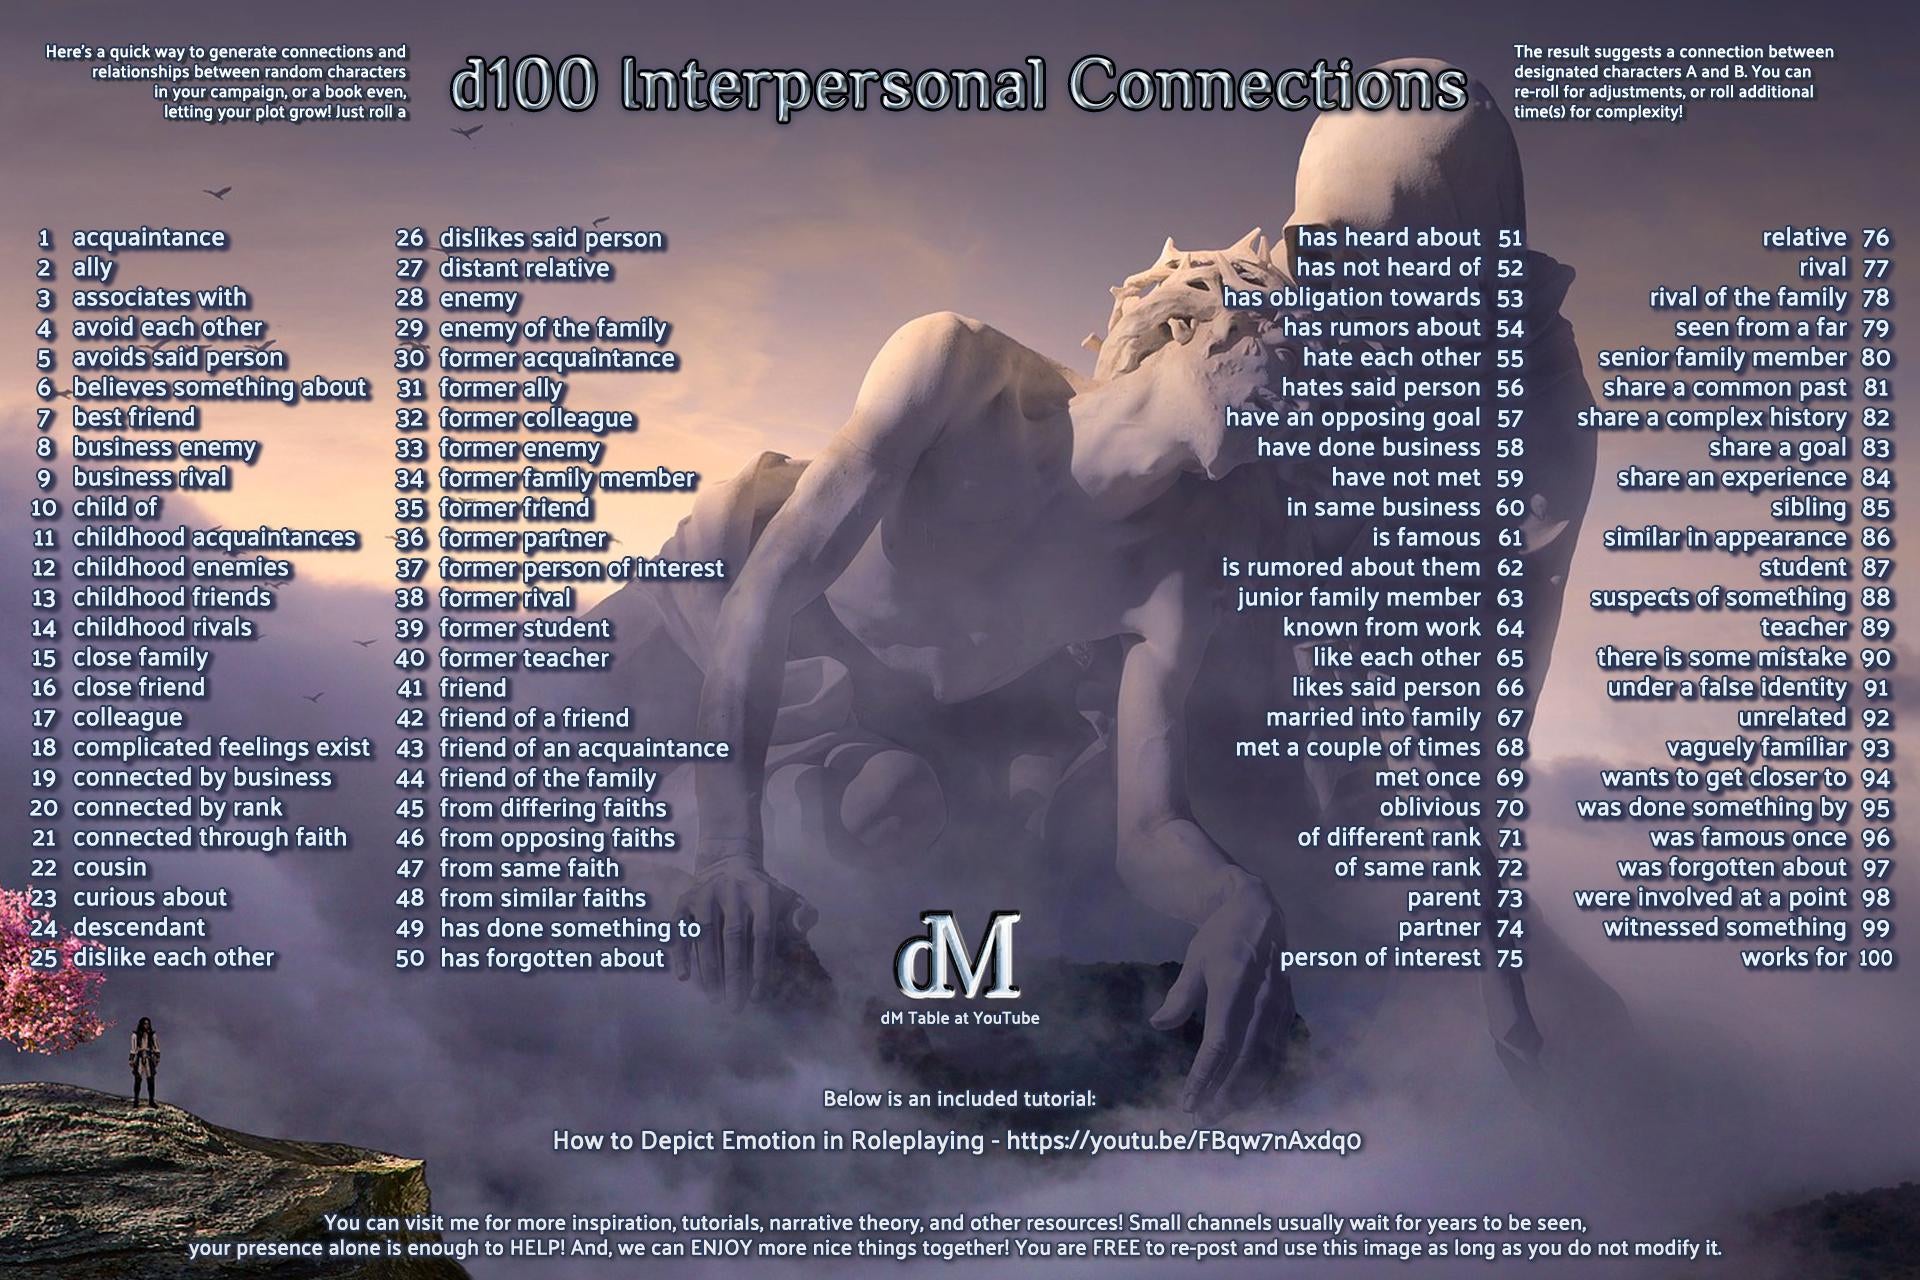 Here's a quick way to generate connections and
relationships between random characters
in your campaign, or a book even,
letting your plot grow! Just roll a
d100 Interpersonal Connections
The result suggests a connection between
designated characters A and B. You can
re-roll for adjustments, or roll additional
time(s) for complexity!
1 acquaintance
2 ally
3 associates with
4 avoid each other
5 avoids said person
6 believes something about
7 best friend
8 business enemy
9 business rival
10 child of
11 childhood acquaintances
12 childhood enemies
13 childhood friends
14 childhood rivals
15 close family
16 close friend
17 colleague
18 complicated feelings exist
19 connected by business
20 connected by rank
21 connected through faith
22 cousin
23 curious about
24 descendant
25 dislike each other
26 dislikes said person
27 distant relative
28 enemy
29 enemy of the family
30 former acquaintance
31 former ally
32 former colleague
33 former enemy
34 former family member
35 former friend
36 former partner
37 former person of interest
38 former rival
39 former student
40 former teacher
41 friend
42 friend of a friend
43 friend of an acquaintance
44 friend of the family
45 from differing faiths
46 from opposing faiths
47 from same faith
48 from similar faiths
49 has done something to
50 has forgotten about
has heard about 51
has not heard of 52
has obligation towards 53
has rumors about 54
hate each other 55
hates said person 56
have an opposing goal 57
have done business 58
have not met 59
in same business 60
is famous 61
is rumored about them 62
junior family member 63
known from work 64
like each other 65
likes said person 66
married into family 67
met a couple of times 68
met once 69
oblivious 70
of different rank 71
of same rank 72
parent 73
partner 74
person of interest 75
relative 76
rival 77
rival of the family 78
seen from a far 79
senior family member 80
share a common past 81
share a complex history 82
share a goal 83
share an experience 84
sibling 85
similar in appearance 86
student 87
suspects of something 88
teacher 89
there is some mistake 90
under a false identity 91
unrelated 92
vaguely familiar 93
wants to get closer to 94
was done something by 95
was famous once 96
was forgotten about 97
were involved at a point 98
witnessed something 99
works for 100
dM
dM Table at YouTube
Below is an included tutorial:
How to Depict Emotion in Roleplaying - https://youtu.be/FBqw7nAxdq0
You can visit me for more inspiration, tutorials, narrative theory, and other resources! Small channels usually wait for years to be seen,
your presence alone is enough to HELP! And, we can ENJOY more nice things together! You are FREE to re-post and use this image as long as you do not modify it.